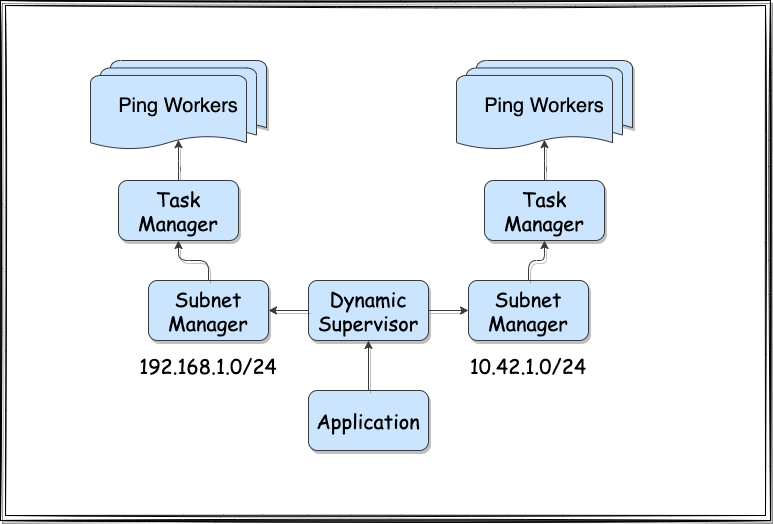 Ping Workers
Ping Workers
Task
Manager
Task
Manager
Subnet
Manager
Dynamic
Supervisor
Subnet
Manager
192.168.1.0/24
10.42.1.0/24
Application